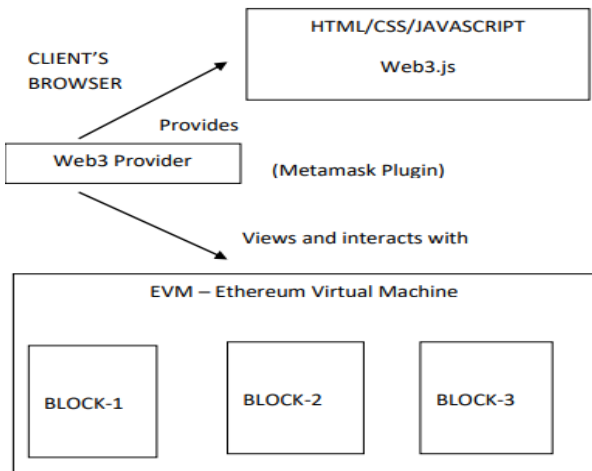 HTML/CSS/JAVASCRIPT
Web3.js
CLIENT'S
BROWSER
Provides
Web3 Provider
(Metamask Plugin)
Views and interacts with
EVM – Ethereum Virtual Machine
BLOCK-1
BLOCK-2
BLOCK-3